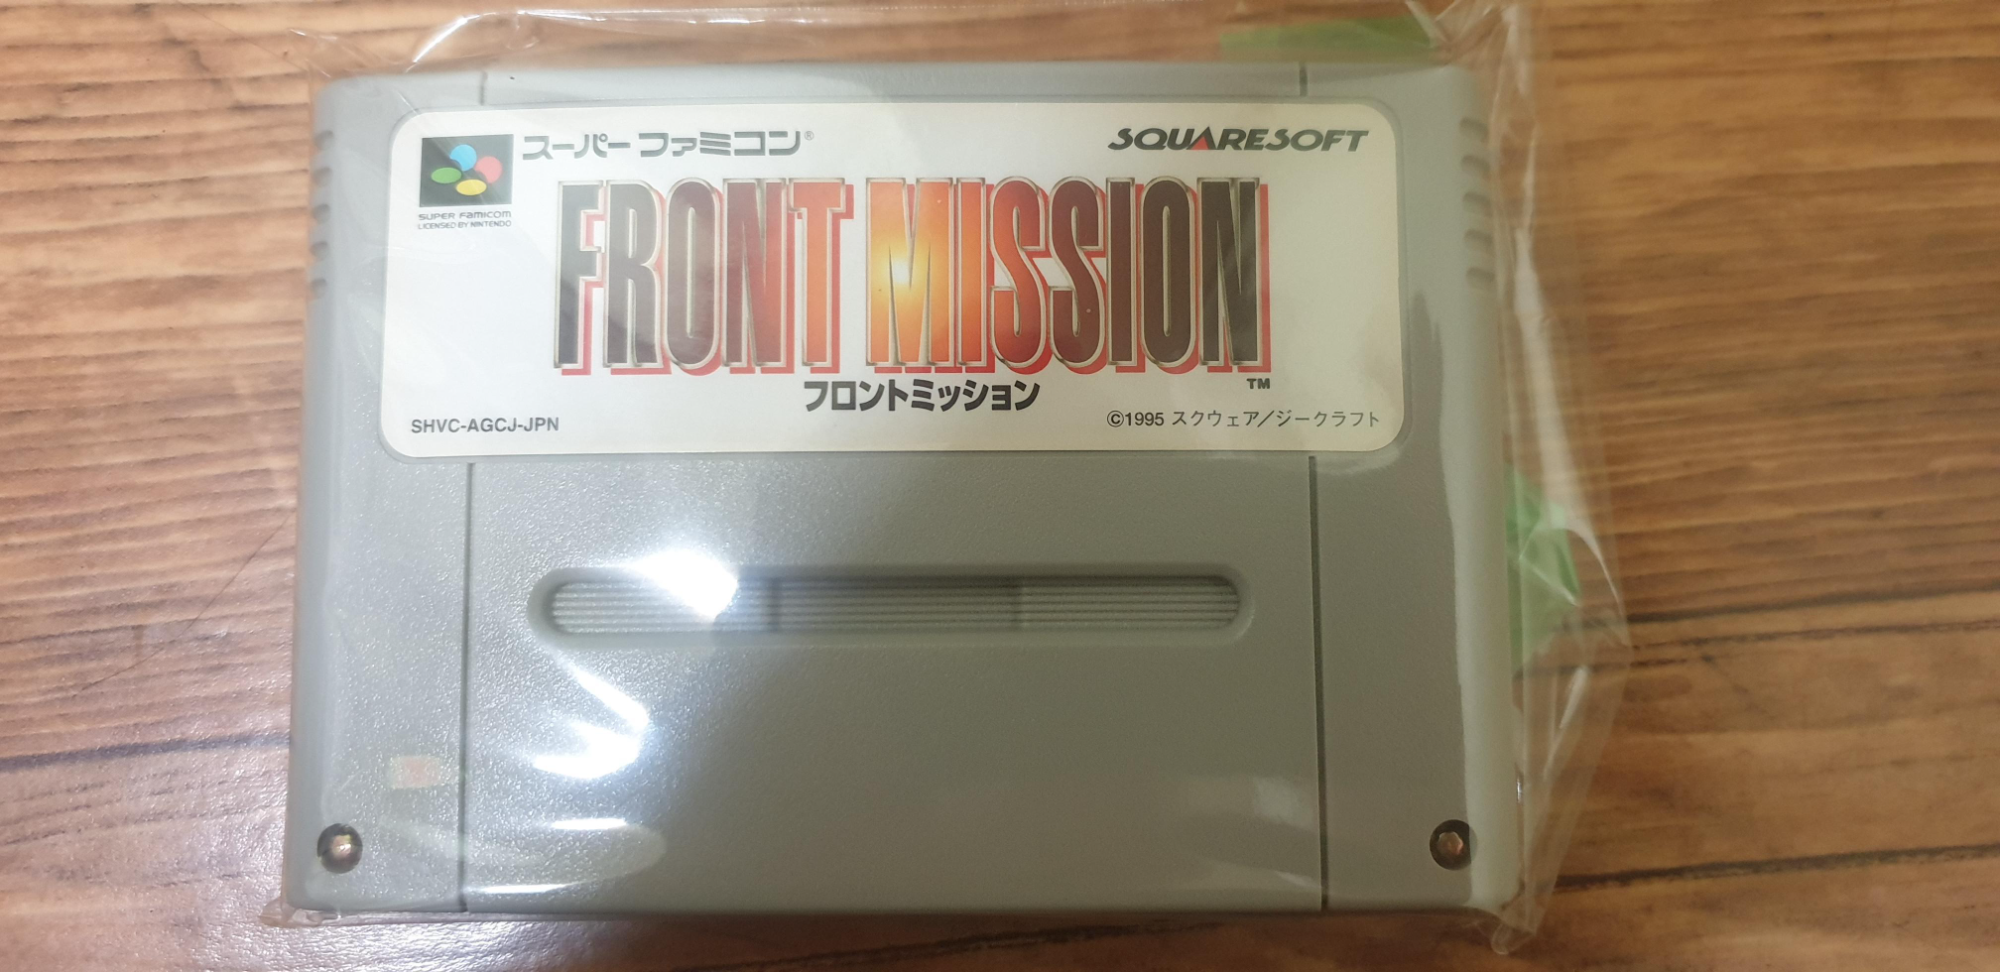 スーパーファミコン®
SQUARESOFT
SUPER FAMICOM
LICENSED BY NINTENDO
FRONT MISSION
TM
フロントミッション
SHVC-AGCJ-JPN
©1995 スクウェア/ジークラフト